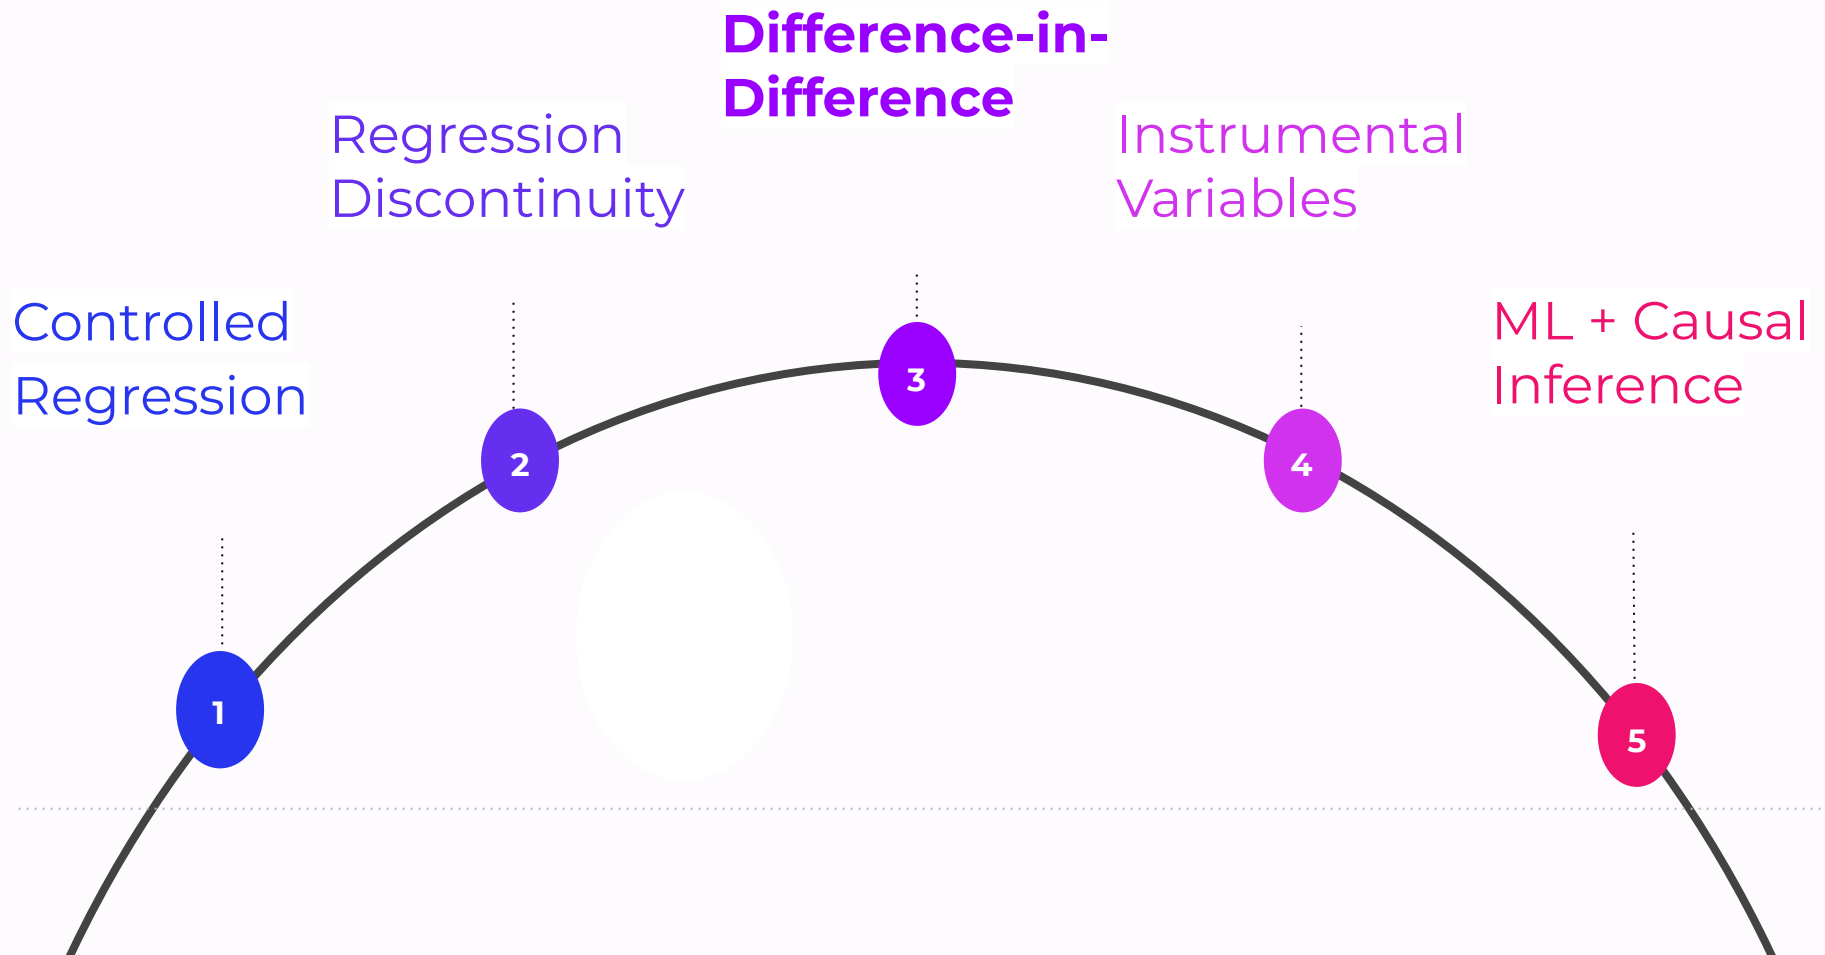 Difference-in-
Difference
Regression
Discontinuity
Instrumental
Variables
Controlled
Regression
ML + Causal
Inference
1
2
3
4
5